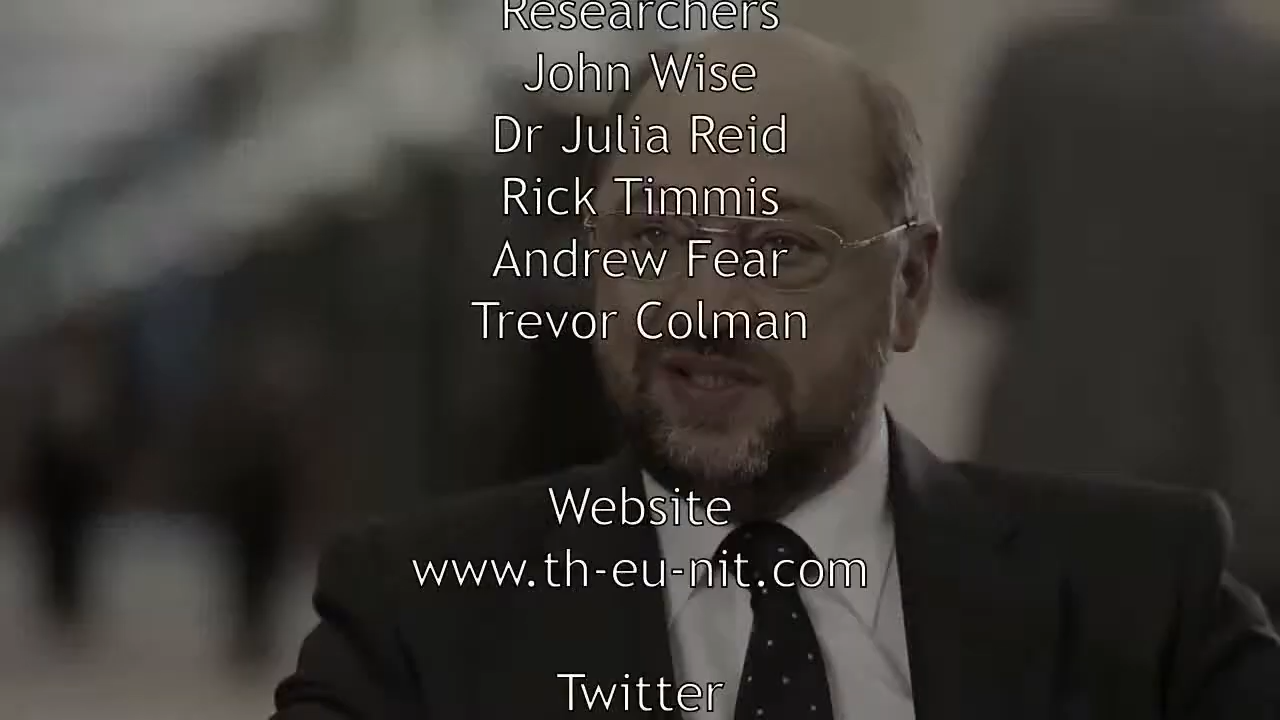 Researchers
John Wise
Dr Julia Reid
Rick Timmis
Andrew Fear
Trevor Colman
Website
www.th-eu-nit.com
Twitter